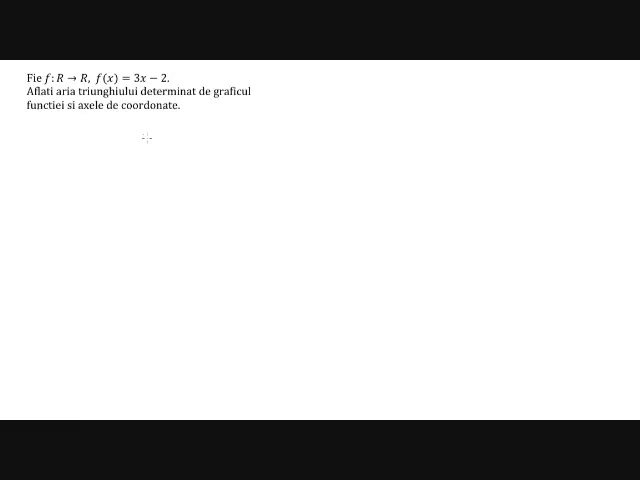 Fie f: R → R, f(x) = 3x − 2.
Aflati aria triunghiului determinat de graficul
functiei si axele de coordonate.